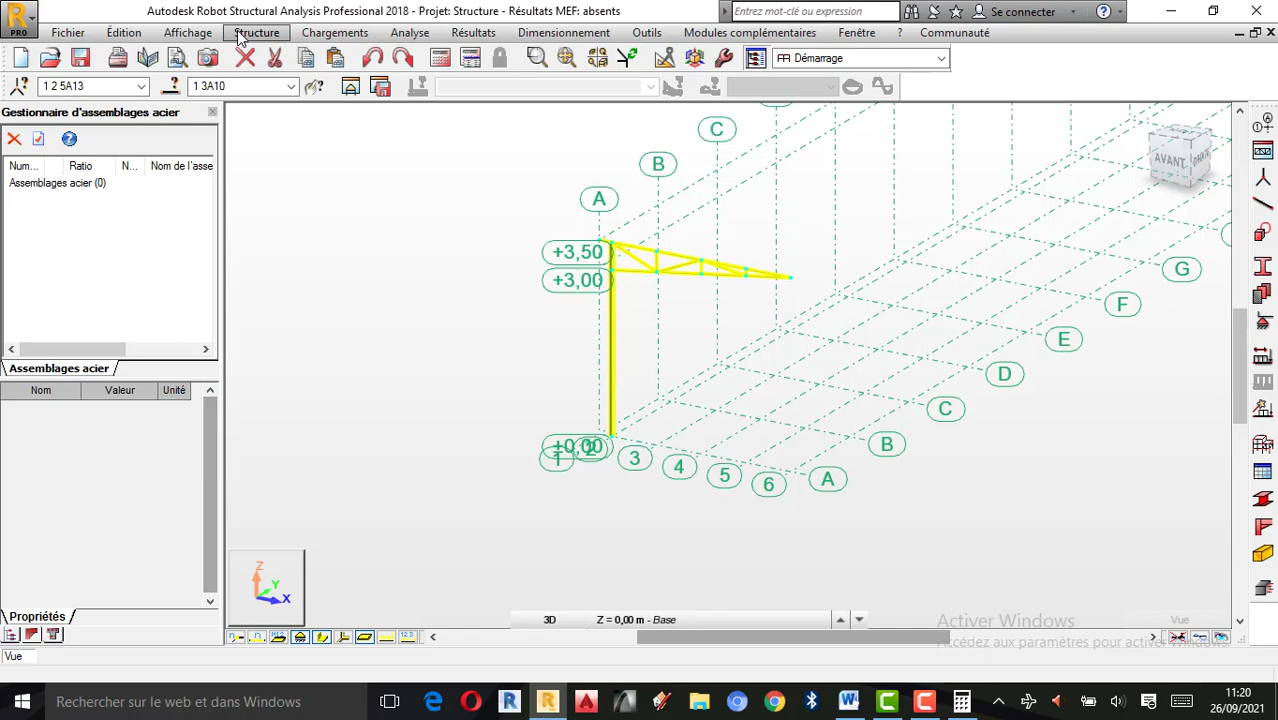 Autodesk Robot Structural Analysis Professional 2018 - Projet: Structure - Résultats MEF: absents
Entrez mot-clé ou expression
Se connecter
PRO
Fichier Édition Affichage Structure Chargements Analyse Résultats Dimensionnement Outils Modules complémentaires Fenêtre ? Communauté
Démarrage
1 2 5A13
1 3A10
Gestionnaire d'assemblages acier
Num... Ratio N... Nom de l'asse
Assemblages acier (0)
Assemblages acier
Nom Valeur Unité
Propriétés
Vue
C
B
A
+3,50
+3,00
±0,00
2
3
4
5
6
A
B
C
D
E
F
G
AVANT
Z
Y
X
3D
Z = 0,00 m - Base
Vue
Activer Windows
Accédez aux paramètres pour activer Windows.
Rechercher sur le web et dans Windows
11:20
26/09/2021